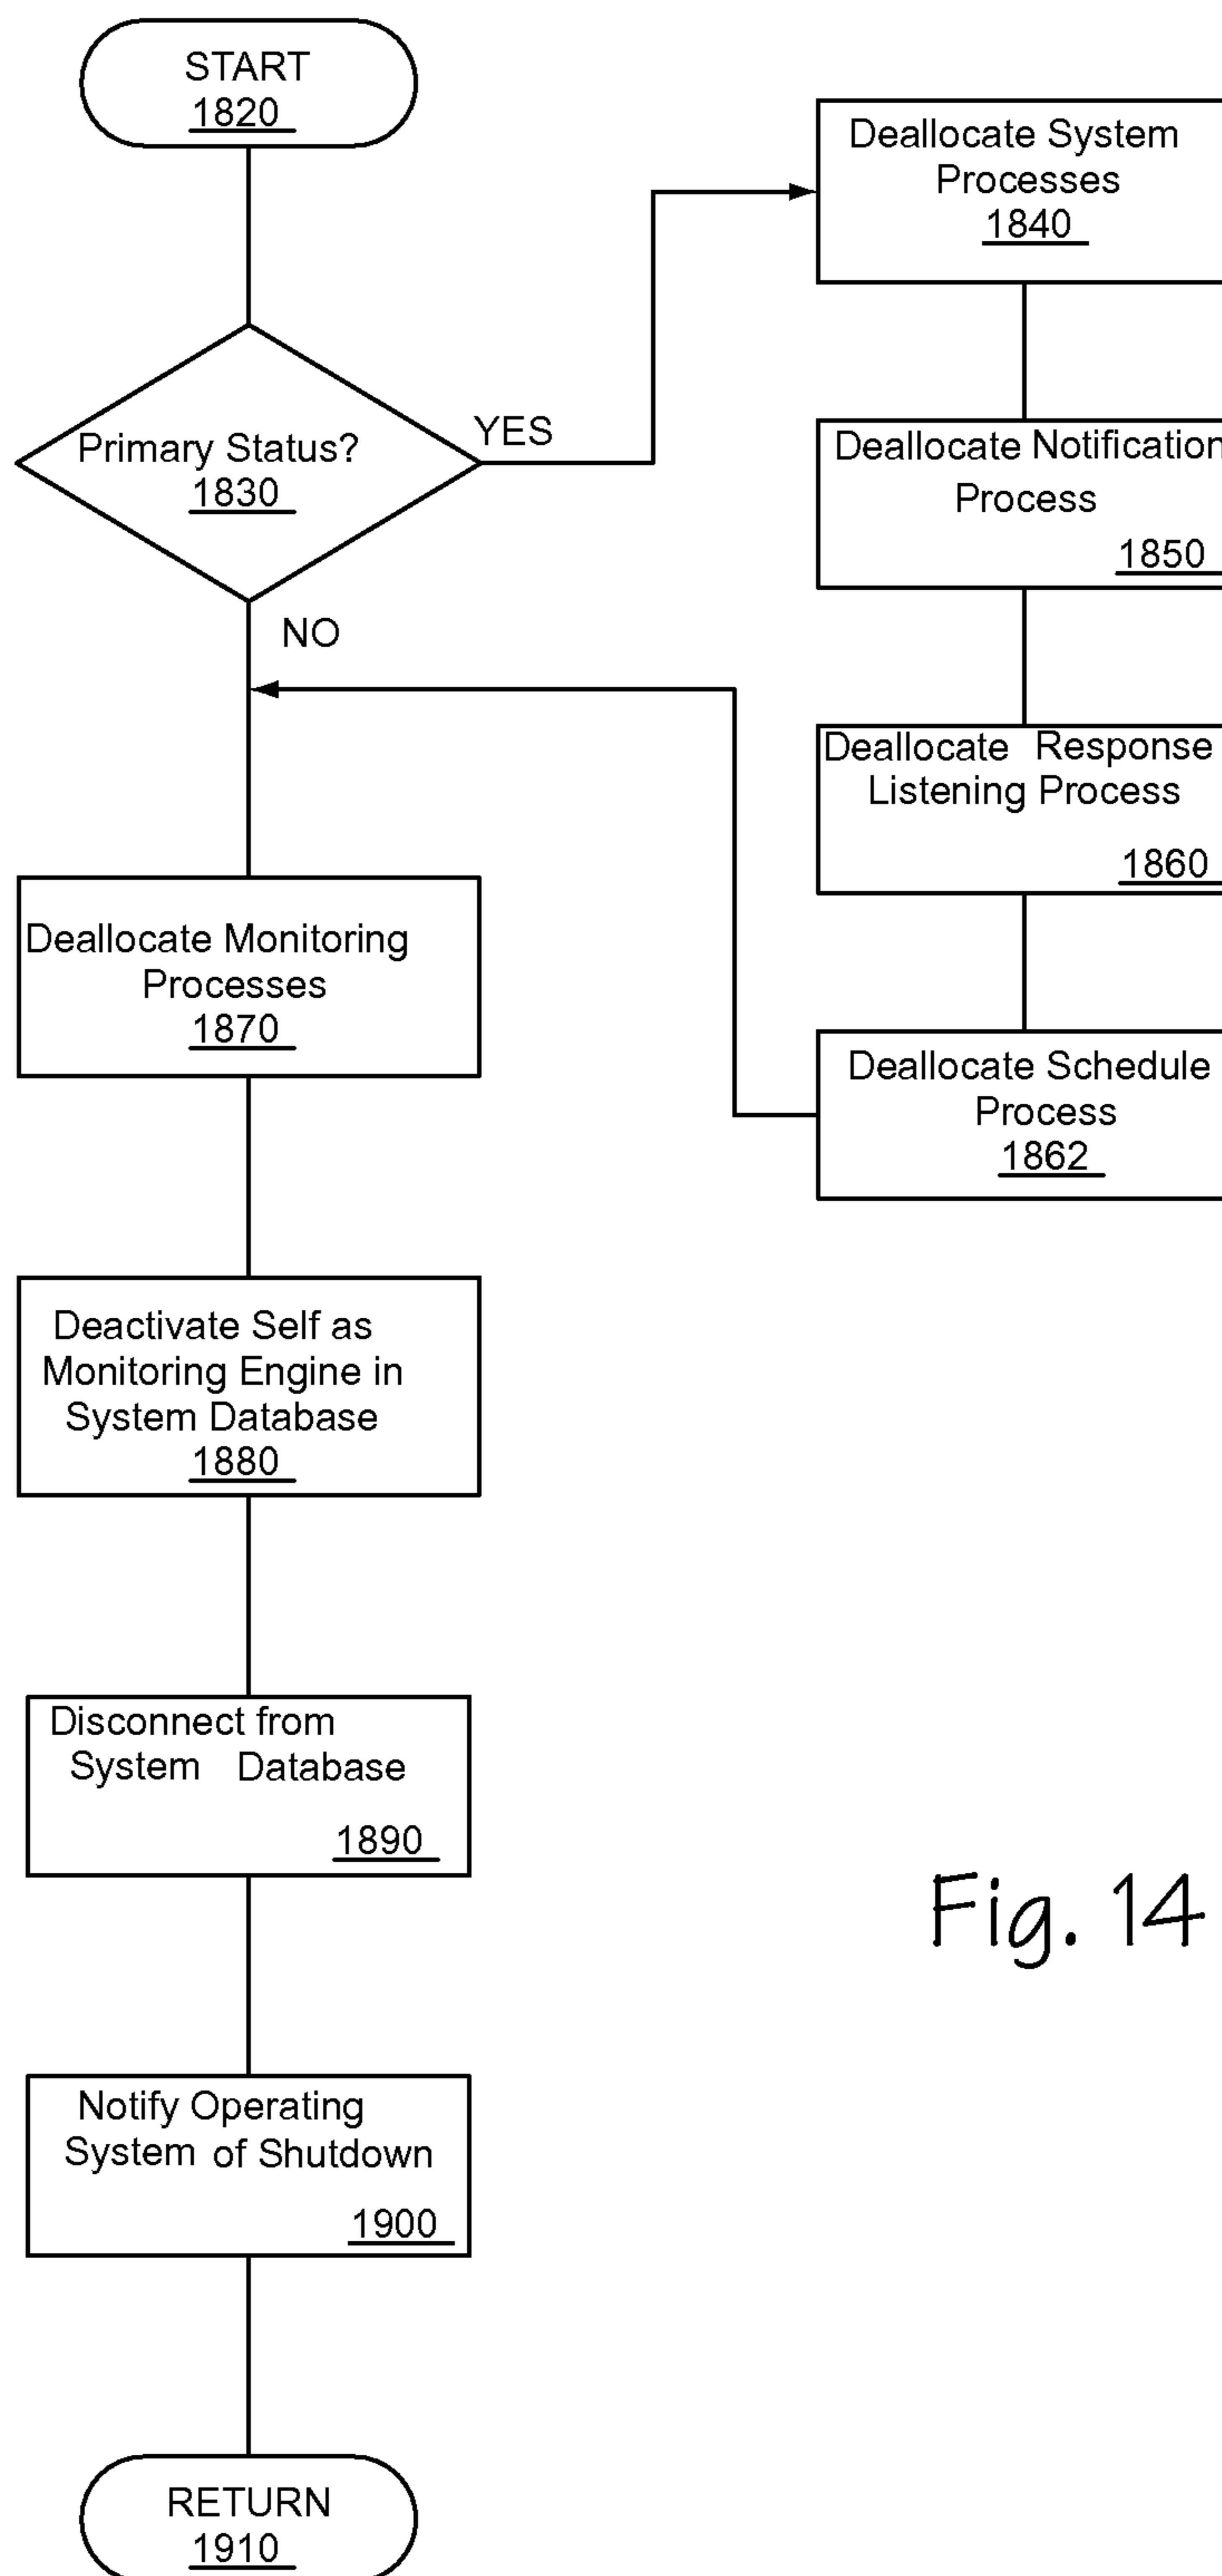 START
1820
Primary Status?
1830
YES
NO
Deallocate System
Processes
1840
Deallocate Notification
Process
1850
Deallocate Response
Listening Process
1860
Deallocate Schedule
Process
1862
Deallocate Monitoring
Processes
1870
Deactivate Self as
Monitoring Engine in
System Database
1880
Disconnect from
System Database
1890
Notify Operating
System of Shutdown
1900
RETURN
1910
Fig. 14